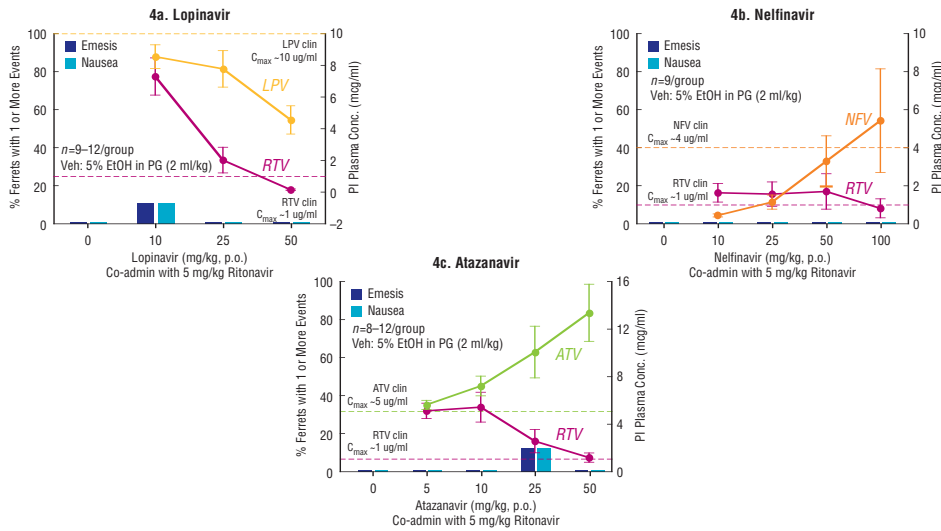 4a. Lopinavir
% Ferrets with 1 or More Events
100
80
60
40
20
0
Emesis
Nausea
LPV clin
Cmax ~10 ug/ml
LPV
n=9–12/group
Veh: 5% EtOH in PG (2 ml/kg)
RTV
RTV clin
Cmax ~1 ug/ml
10
8
6
4
2
0
–2
PI Plasma Conc. (mcg/ml)
0 10 25 50
Lopinavir (mg/kg, p.o.)
Co-admin with 5 mg/kg Ritonavir
4b. Nelfinavir
% Ferrets with 1 or More Events
100
80
60
40
20
0
Emesis
Nausea
n=9/group
Veh: 5% EtOH in PG (2 ml/kg)
NFV
NFV clin
Cmax ~4 ug/ml
RTV clin
Cmax ~1 ug/ml
RTV
10
8
6
4
2
0
PI Plasma Conc. (mcg/ml)
0 10 25 50 100
Nelfinavir (mg/kg, p.o.)
Co-admin with 5 mg/kg Ritonavir
4c. Atazanavir
% Ferrets with 1 or More Events
100
80
60
40
20
0
Emesis
Nausea
n=8–12/group
Veh: 5% EtOH in PG (2 ml/kg)
ATV
ATV clin
Cmax ~5 ug/ml
RTV clin
Cmax ~1 ug/ml
RTV
16
12
8
4
0
PI Plasma Conc. (mcg/ml)
0 5 10 25 50
Atazanavir (mg/kg, p.o.)
Co-admin with 5 mg/kg Ritonavir